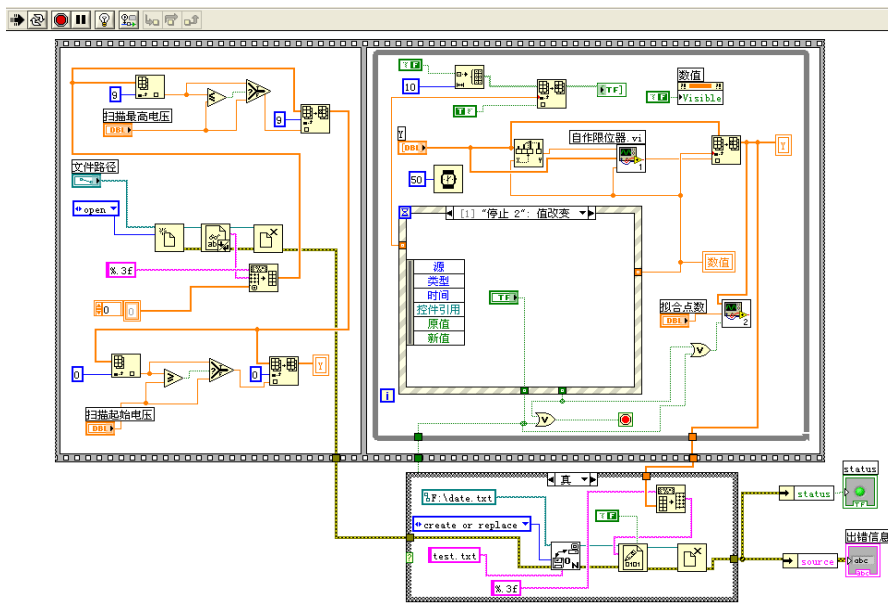 9
扫描最高电压
DBL
9
文件路径
open
%.3f
0
0
0
0
扫描起始电压
DBL
Y
T F
10
T F
TF
数值
T F
Visible
Y
DBL
自作限位器.vi
1
Y
50
[1] "停止 2": 值改变
源
类型
时间
控件引用
原值
新值
TF
数值
拟合点数
DBL
2
i
真
F:\date.txt
create or replace
test.txt
%.3f
T F
N
0101
status
status
TF
出错信息
source
abc
abc